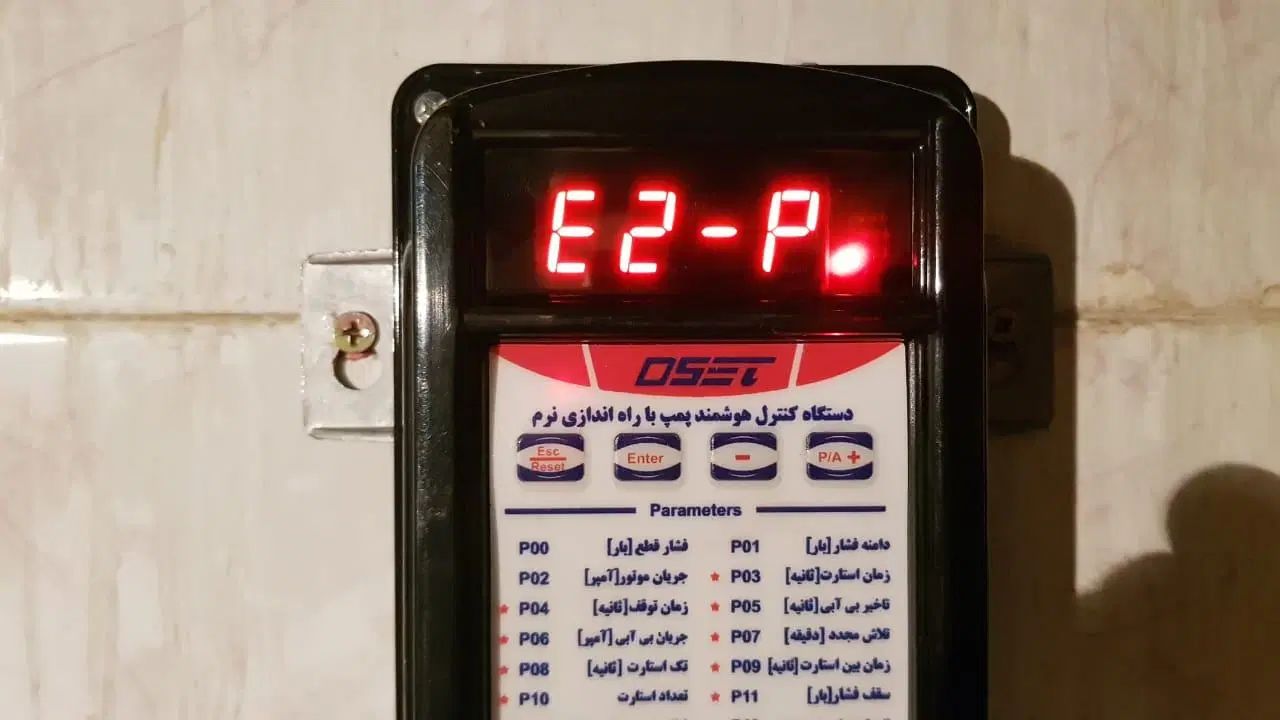 E2-P.
OSET
دستگاه کنترل هوشمند پمپ با راه اندازی نرم
Esc Reset
Enter
-
P/A +
Parameters
P00 فشار قطع [بار]
P01 دامنه فشار [بار]
P02 جریان موتور [آمپر]
P03 زمان استارت [ثانیه]
P04 زمان توقف [ثانیه]
P05 تاخیر بی آبی [ثانیه]
P06 جریان بی آبی [آمپر]
P07 تلاش مجدد [دقیقه]
P08 تک استارت [ثانیه]
P09 زمان بین استارت [ثانیه]
P10 تعداد استارت
P11 سقف فشار [بار]